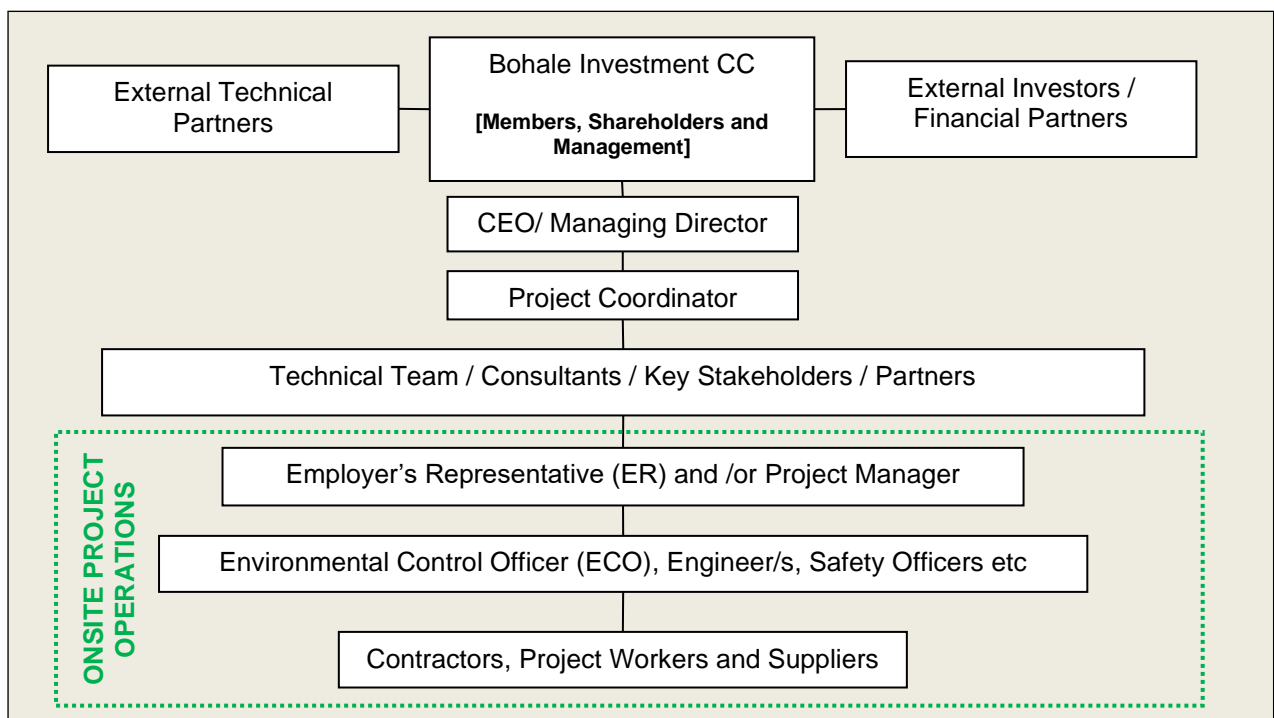 External Technical
Partners
Bohale Investment CC
[Members, Shareholders and
Management]
External Investors /
Financial Partners
CEO/ Managing Director
Project Coordinator
Technical Team / Consultants / Key Stakeholders / Partners
ONSITE PROJECT
OPERATIONS
Employer’s Representative (ER) and /or Project Manager
Environmental Control Officer (ECO), Engineer/s, Safety Officers etc
Contractors, Project Workers and Suppliers